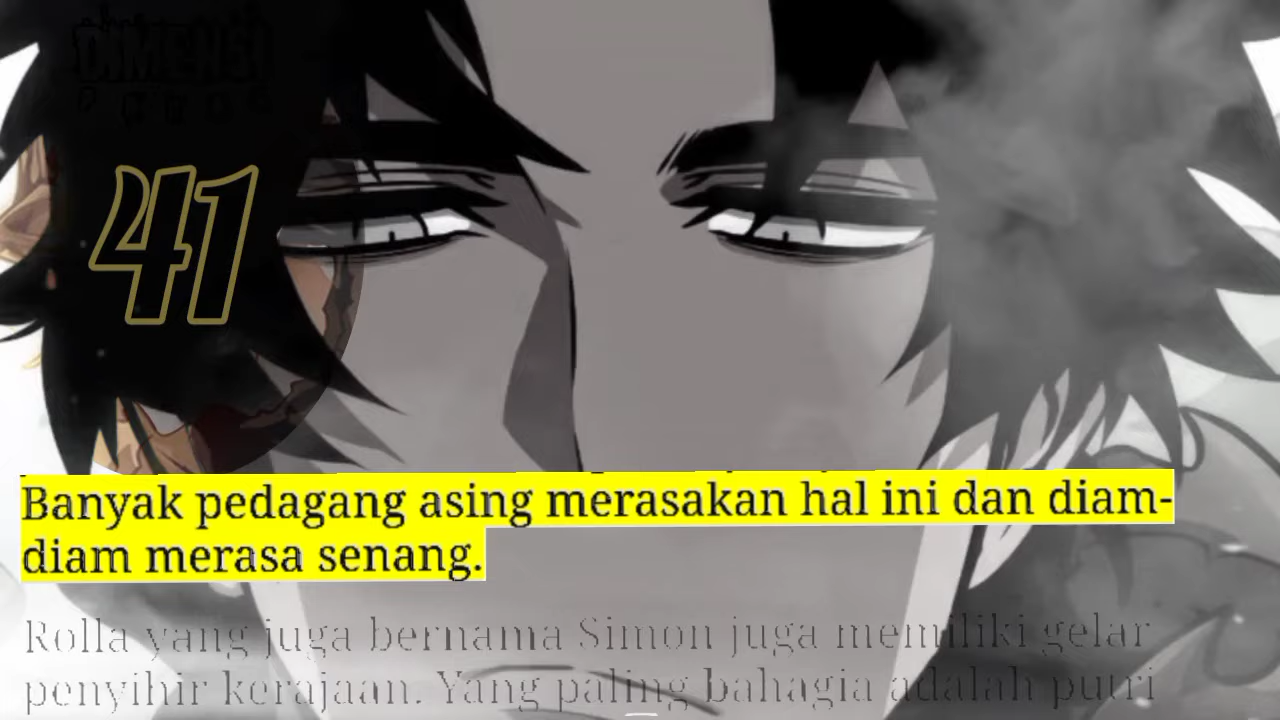 DIMENSI
41
Banyak pedagang asing merasakan hal ini dan diam-
diam merasa senang.
Rolla yang juga bernama Simon juga memiliki gelar
penyihir kerajaan. Yang paling bahagia adalah putri